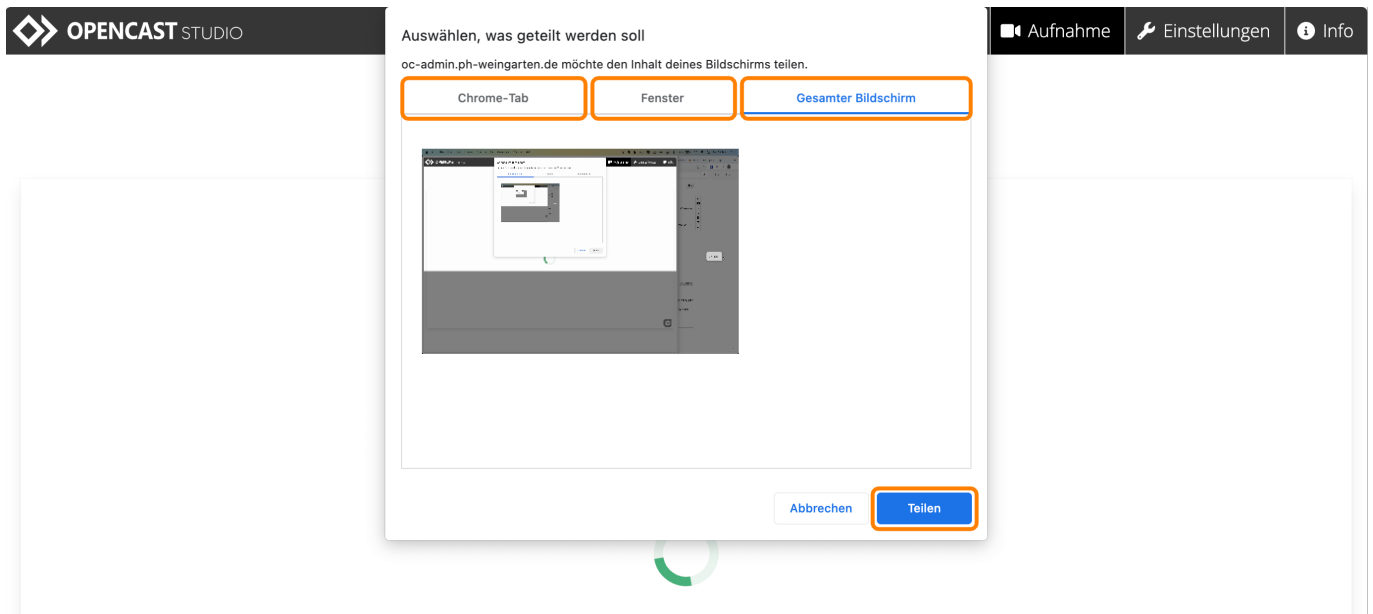 OPENCAST STUDIO
Aufnahme
Einstellungen
Info
Auswählen, was geteilt werden soll
oc-admin.ph-weingarten.de möchte den Inhalt deines Bildschirms teilen.
Chrome-Tab
Fenster
Gesamter Bildschirm
Abbrechen
Teilen